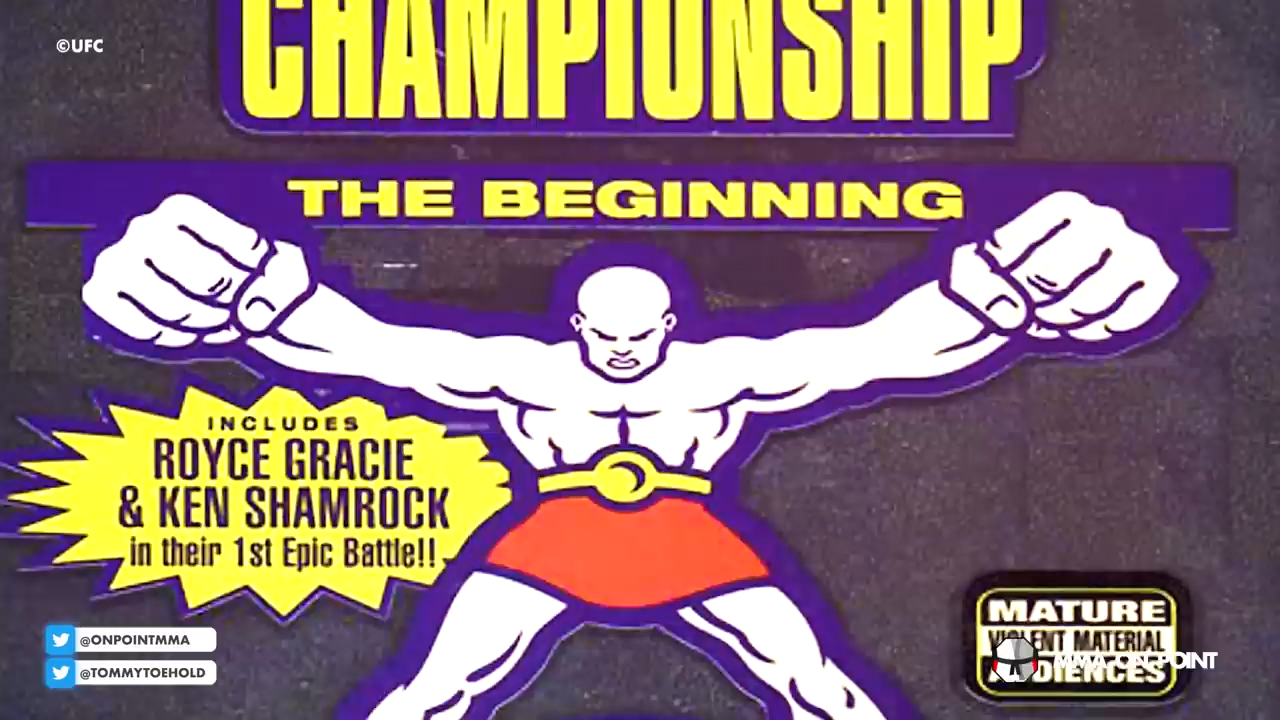 ©UFC
CHAMPIONSHIP
THE BEGINNING
INCLUDES
ROYCE GRACIE
& KEN SHAMROCK
in their 1st Epic Battle!!
@ONPOINTMMA
@TOMMYTOEHOLD
MATURE
VIOLENT MATERIAL
AUDIENCES
MMA ON POINT